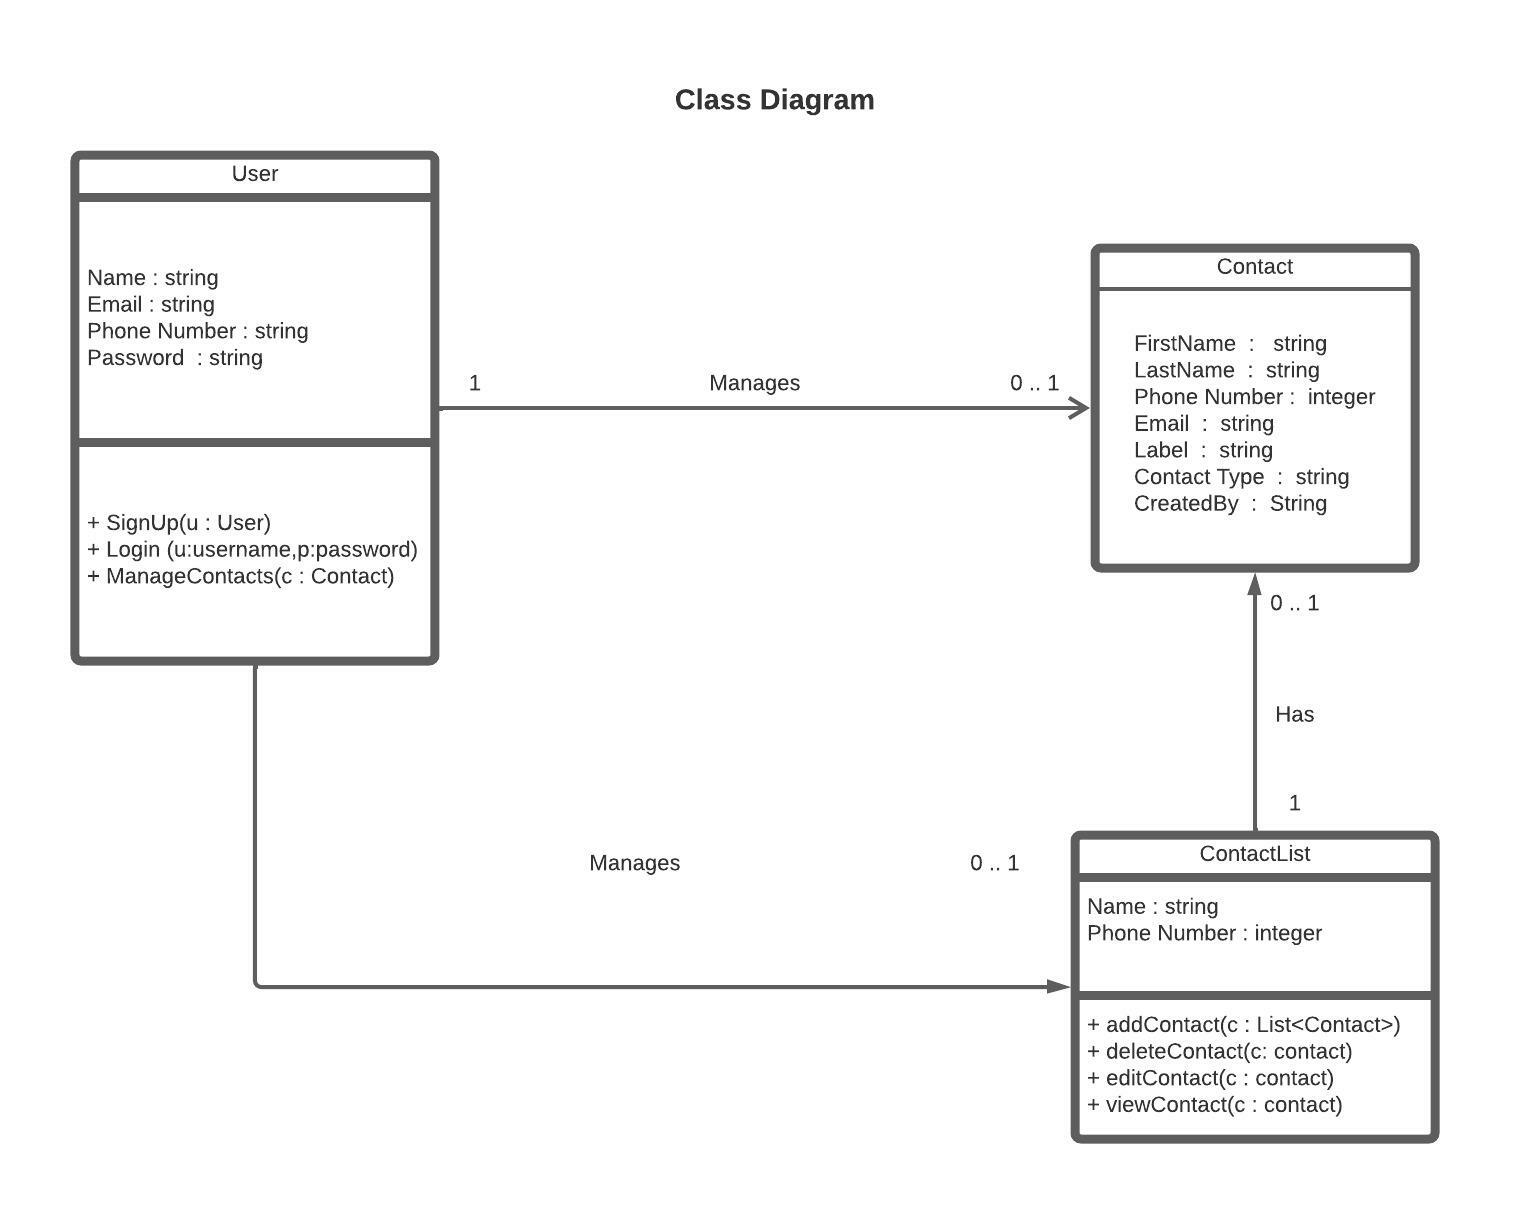 Class Diagram
User
Name : string
Email : string
Phone Number : string
Password  : string
+ SignUp(u : User)
+ Login (u:username,p:password)
+ ManageContacts(c : Contact)
1
Manages
0 .. 1
Contact
FirstName  :   string
LastName  :  string
Phone Number :  integer
Email  :  string
Label  :  string
Contact Type  :  string
CreatedBy  :  String
0 .. 1
Has
1
Manages
0 .. 1
ContactList
Name : string
Phone Number : integer
+ addContact(c : List<Contact>)
+ deleteContact(c: contact)
+ editContact(c : contact)
+ viewContact(c : contact)